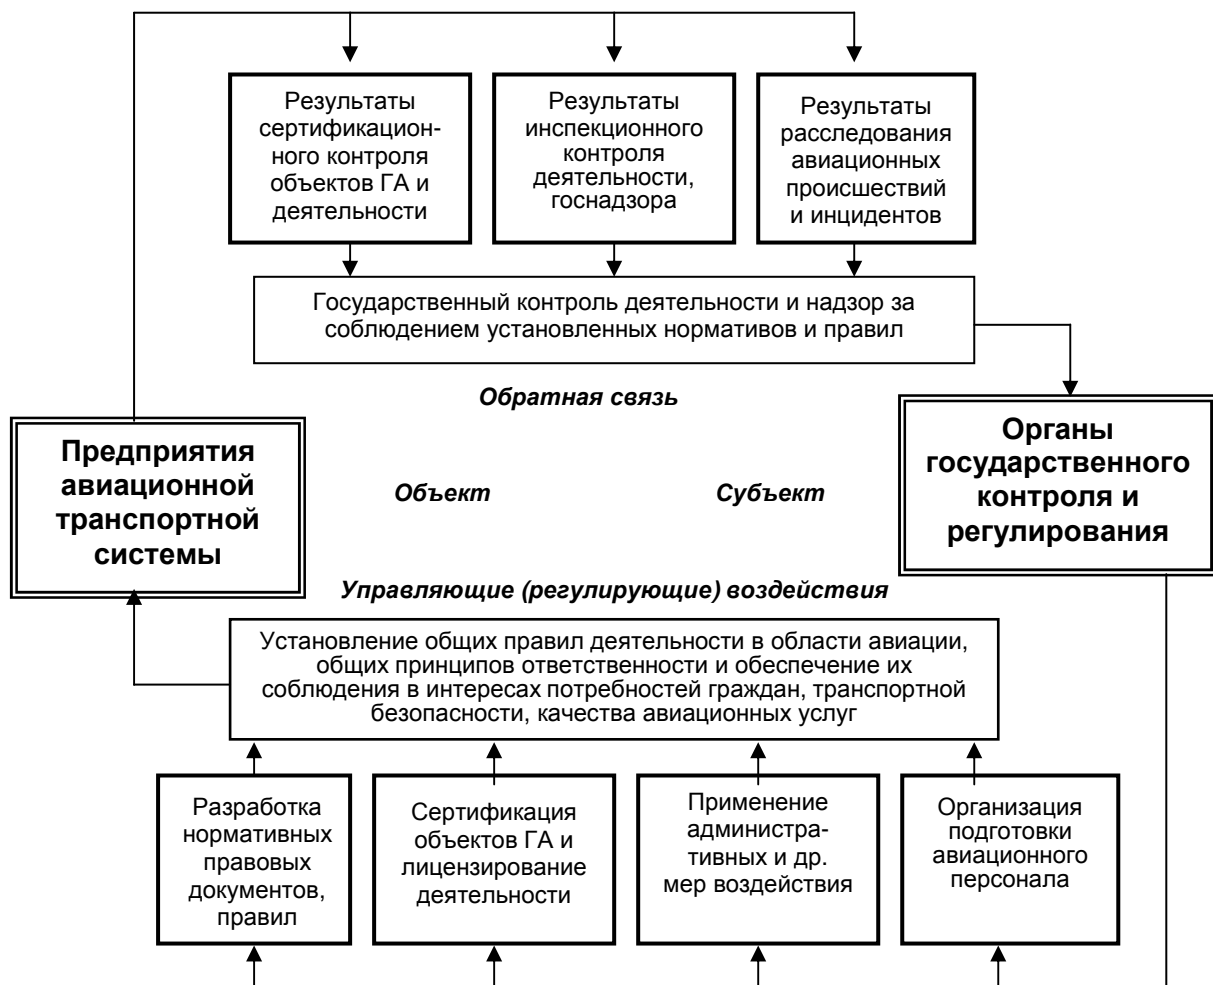 Результаты
сертификацион-
ного контроля
объектов ГА и
деятельности
Результаты
инспекционного
контроля
деятельности,
госнадзора
Результаты
расследования
авиационных
происшествий
и инцидентов
Государственный контроль деятельности и надзор за
соблюдением установленных нормативов и правил
Обратная связь
Предприятия
авиационной
транспортной
системы
Объект
Субъект
Органы
государственного
контроля и
регулирования
Управляющие (регулирующие) воздействия
Установление общих правил деятельности в области авиации,
общих принципов ответственности и обеспечение их
соблюдения в интересах потребностей граждан, транспортной
безопасности, качества авиационных услуг
Разработка
нормативных
правовых
документов,
правил
Сертификация
объектов ГА и
лицензирование
деятельности
Применение
администра-
тивных и др.
мер воздействия
Организация
подготовки
авиационного
персонала